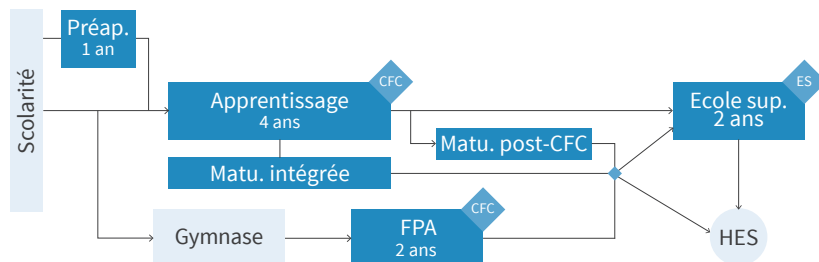 Scolarité
Préap.
1 an
Apprentissage
4 ans
CFC
Matu. intégrée
Matu. post-CFC
Ecole sup.
2 ans
ES
Gymnase
FPA
2 ans
CFC
HES